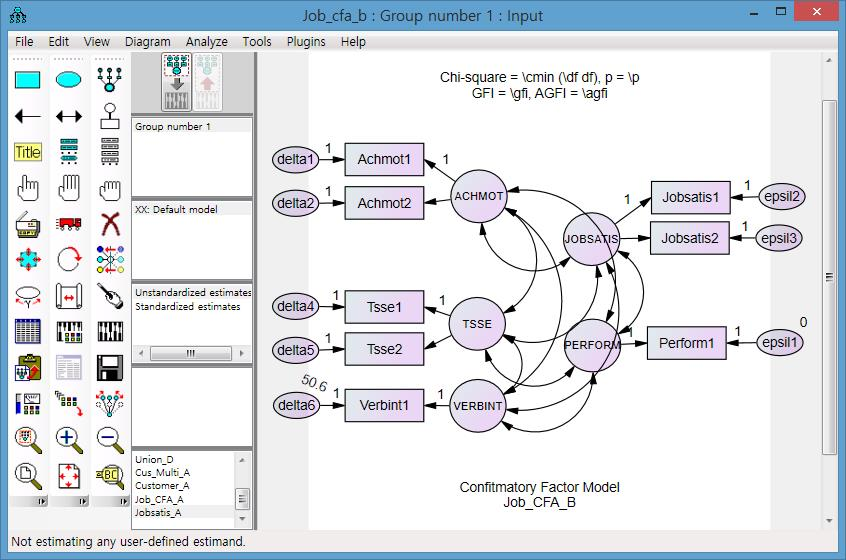 Job_cfa_b : Group number 1 : Input
File Edit View Diagram Analyze Tools Plugins Help
Title
Group number 1
XX: Default model
Unstandardized estimates
Standardized estimates
Union_D
Cus_Multi_A
Customer_A
Job_CFA_A
Jobsatis_A
Chi-square = \cmin (\df df), p = \p
GFI = \gfi, AGFI = \agfi
delta1 1 Achmot1 1
delta2 1 Achmot2
ACHMOT
1 Jobsatis1 1 epsil2
JOBSATIS
Jobsatis2 1 epsil3
delta4 1 Tsse1 1
TSSE
delta5 1 Tsse2
0
PERFORM 1 Perform1 1 epsil1
50.6
delta6 1 Verbint1 1 VERBINT
Confitmatory Factor Model
Job_CFA_B
Not estimating any user-defined estimand.